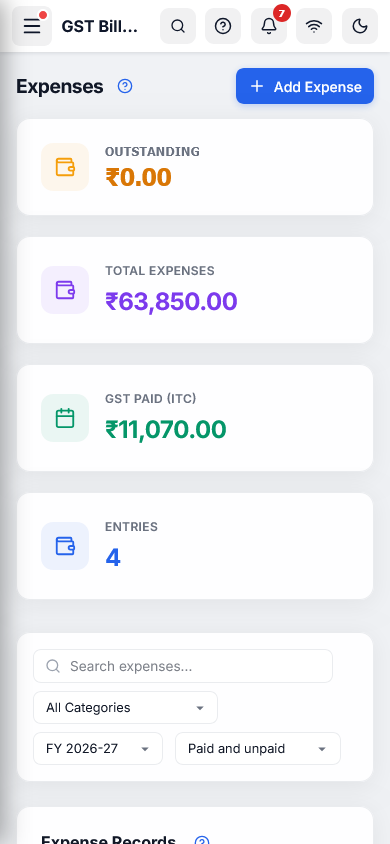 GST Bill...
7
Expenses
Add Expense
OUTSTANDING
₹0.00
TOTAL EXPENSES
₹63,850.00
GST PAID (ITC)
₹11,070.00
ENTRIES
4
Search expenses...
All Categories
FY 2026-27 Paid and unpaid
Expense Records